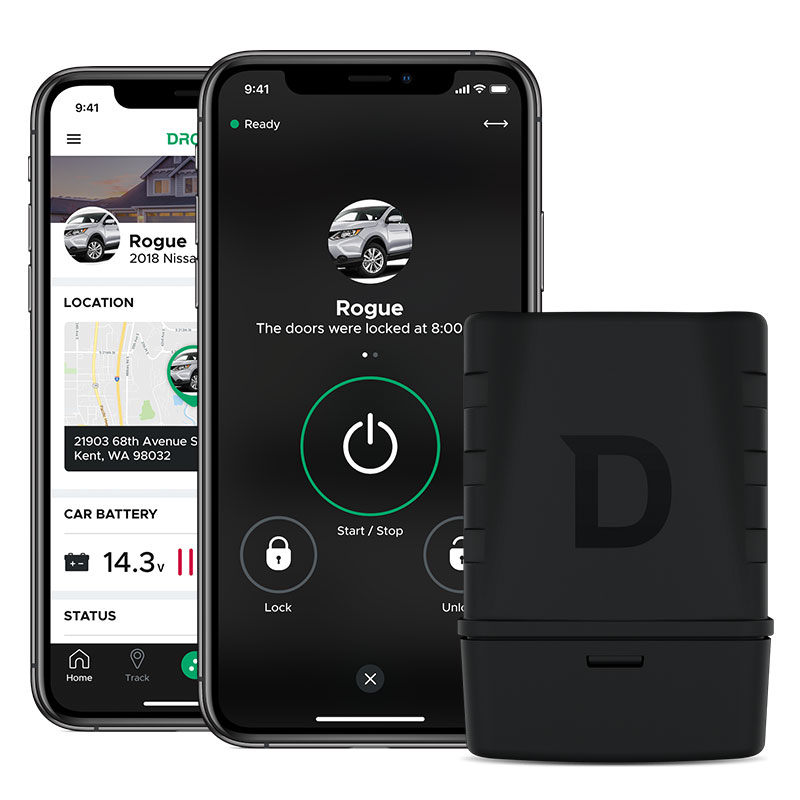 9:41
DRO
Rogue
2018 Nissa
LOCATION
21903 68th Avenue S
Kent, WA 98032
CAR BATTERY
14.3v
STATUS
Home
Track
9:41
Ready
Rogue
The doors were locked at 8:00
Start / Stop
Lock
Unlo
D